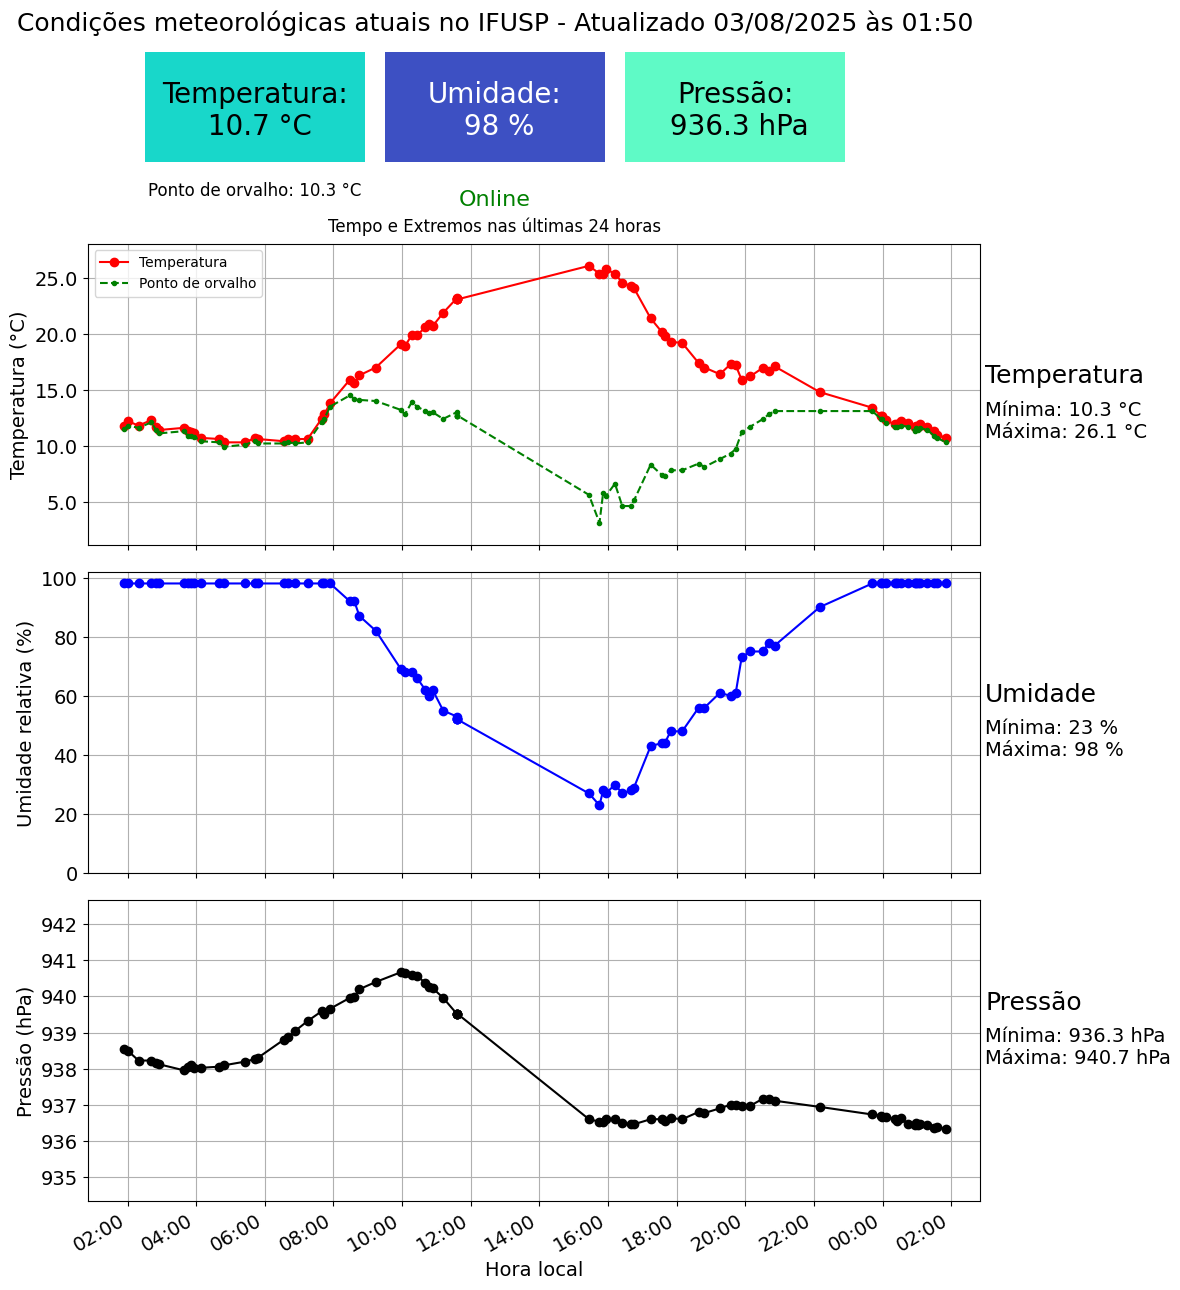 Condições meteorológicas atuais no IFUSP - Atualizado 03/08/2025 às 01:50
Temperatura:
10.7 °C
Umidade:
98 %
Pressão:
936.3 hPa
Ponto de orvalho: 10.3 °C
Online
Tempo e Extremos nas últimas 24 horas
Temperatura
Ponto de orvalho
Temperatura (°C)
25.0
20.0
15.0
10.0
5.0
Temperatura
Mínima: 10.3 °C
Máxima: 26.1 °C
Umidade relativa (%)
100
80
60
40
20
0
Umidade
Mínima: 23 %
Máxima: 98 %
Pressão (hPa)
942
941
940
939
938
937
936
935
Pressão
Mínima: 936.3 hPa
Máxima: 940.7 hPa
02:00 04:00 06:00 08:00 10:00 12:00 14:00 16:00 18:00 20:00 22:00 00:00 02:00
Hora local